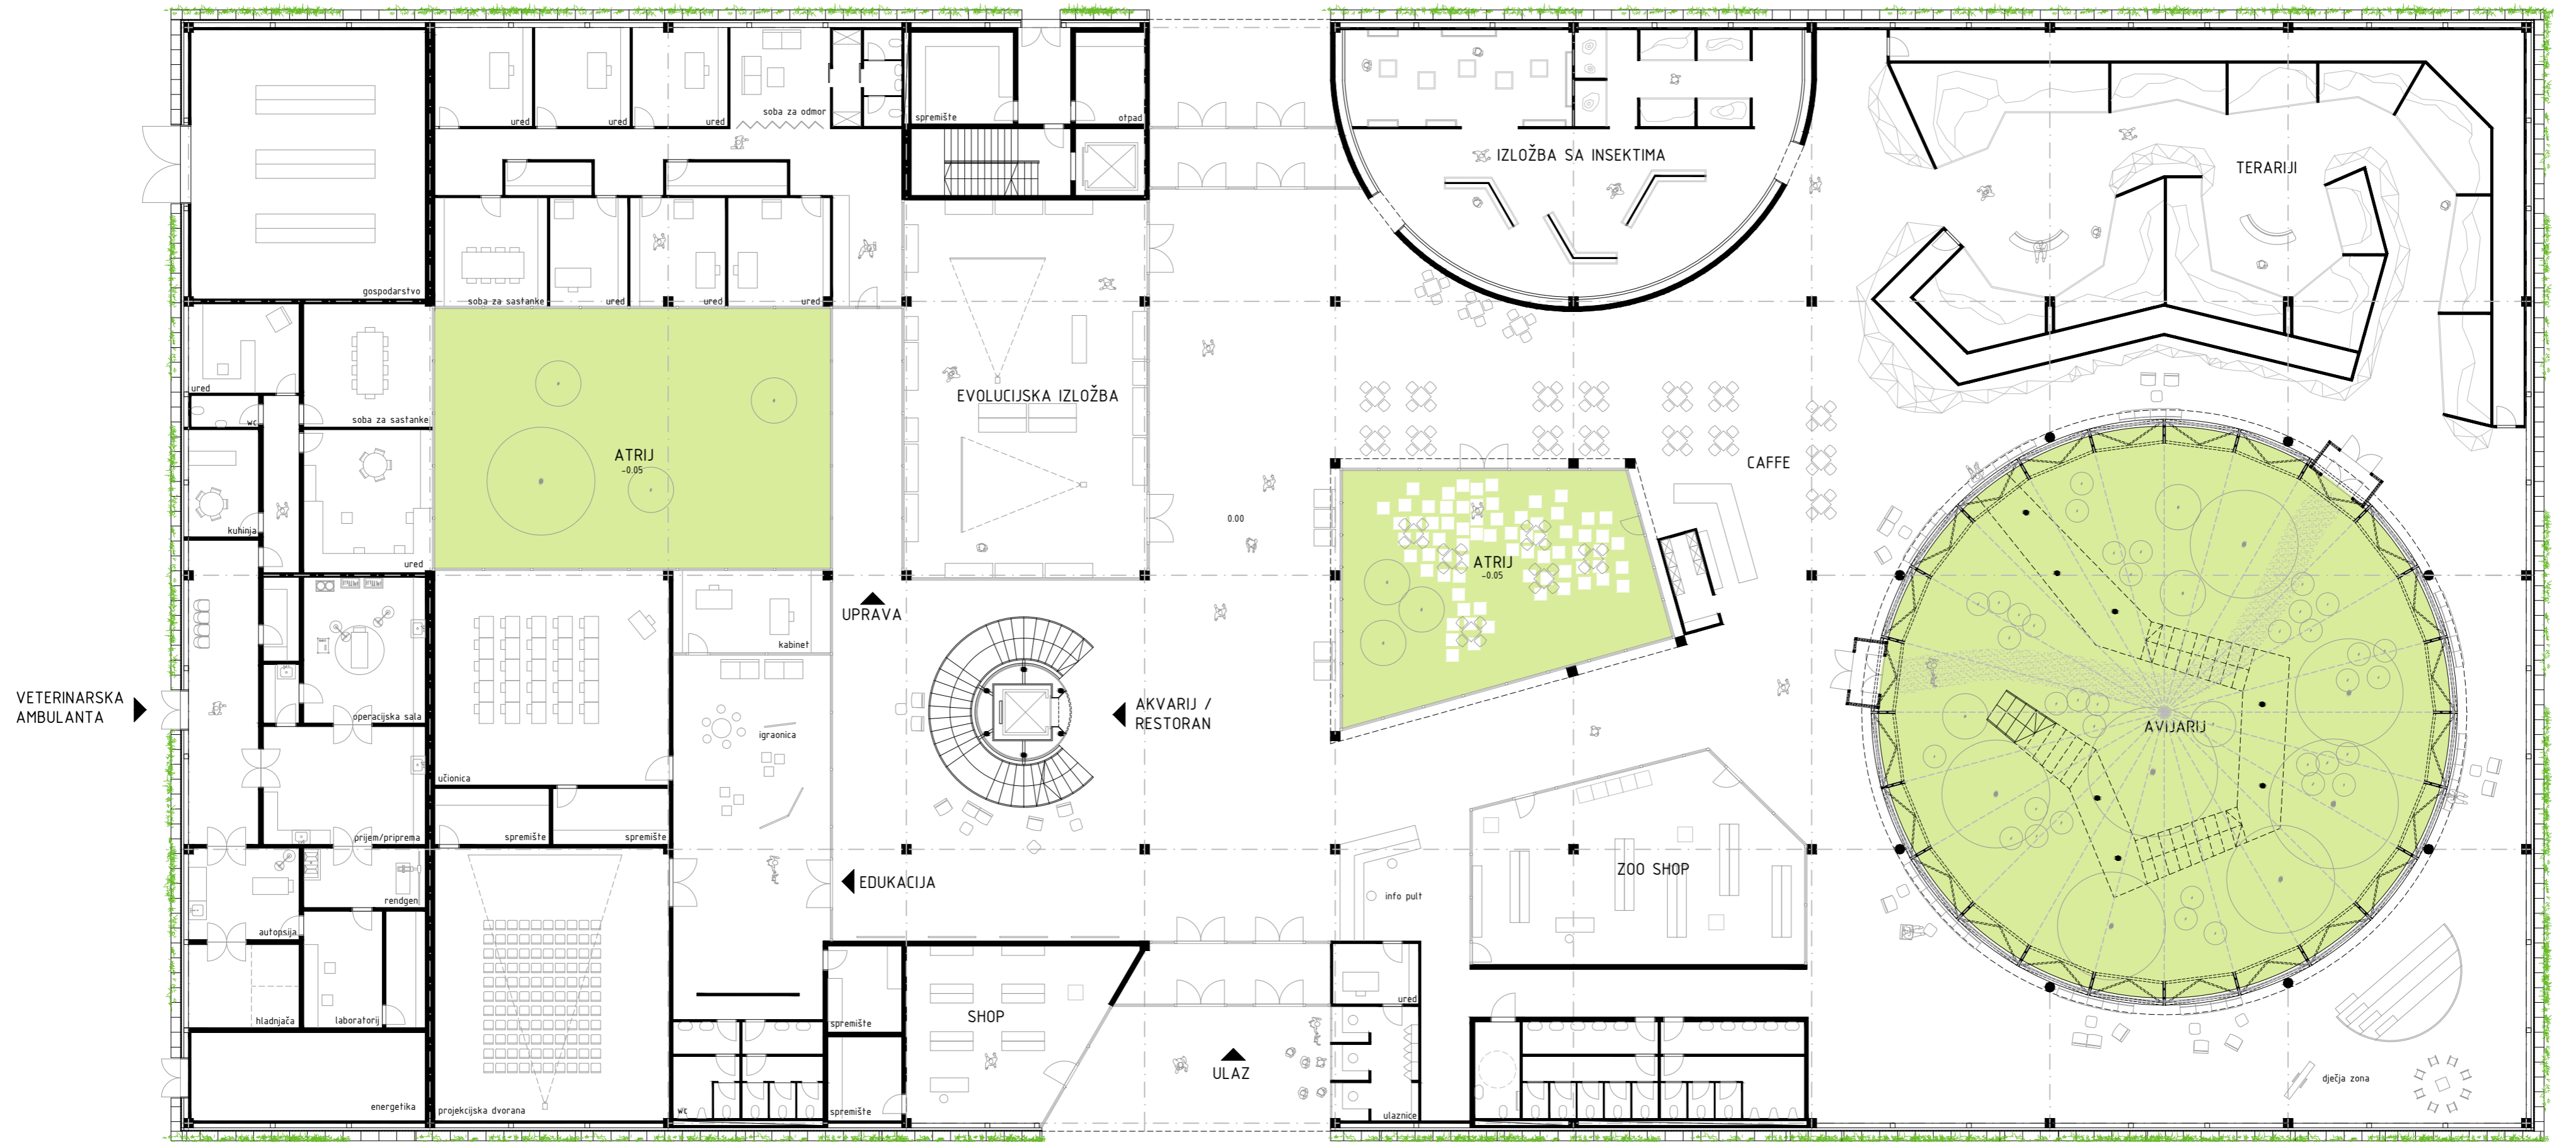 ured
ured
ured
soba za odmor
spremište
otpad
IZLOŽBA SA INSEKTIMA
TERARIJI
gospodarstvo
soba za sastanke
ured
ured
ured
ured
soba za sastanke
wc
EVOLUCIJSKA IZLOŽBA
ATRIJ
-0.05
CAFFE
kuhinja
ured
0.00
ATRIJ
-0.05
UPRAVA
kabinet
VETERINARSKA
AMBULANTA
operacijska sala
igraonica
AKVARIJ /
RESTORAN
AVIJARIJ
učionica
prijem/priprema
spremište
spremište
ZOO SHOP
EDUKACIJA
rendgen
info pult
autopsija
hladnjača
laboratorij
spremište
SHOP
ured
ULAZ
dječja zona
energetika
projekcijska dvorana
wc
spremište
ulaznice